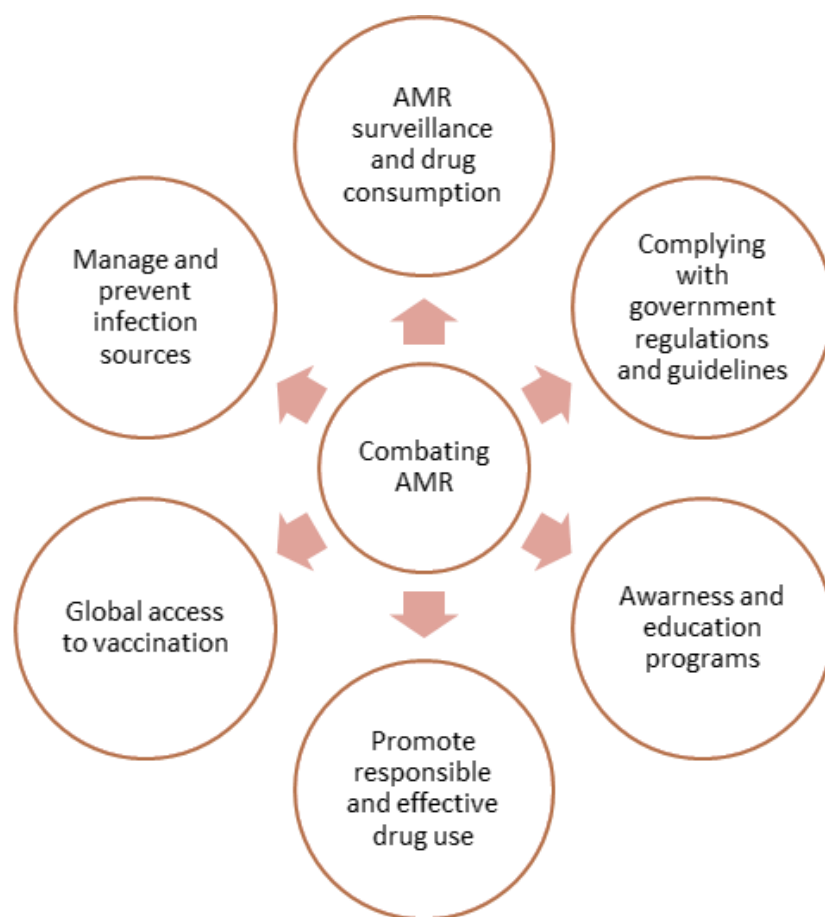 AMR
surveillance
and drug
consumption
Complying
with
government
regulations
and guidelines
Awarness and
education
programs
Promote
responsible
and effective
drug use
Global access
to vaccination
Manage and
prevent
infection
sources
Combating
AMR